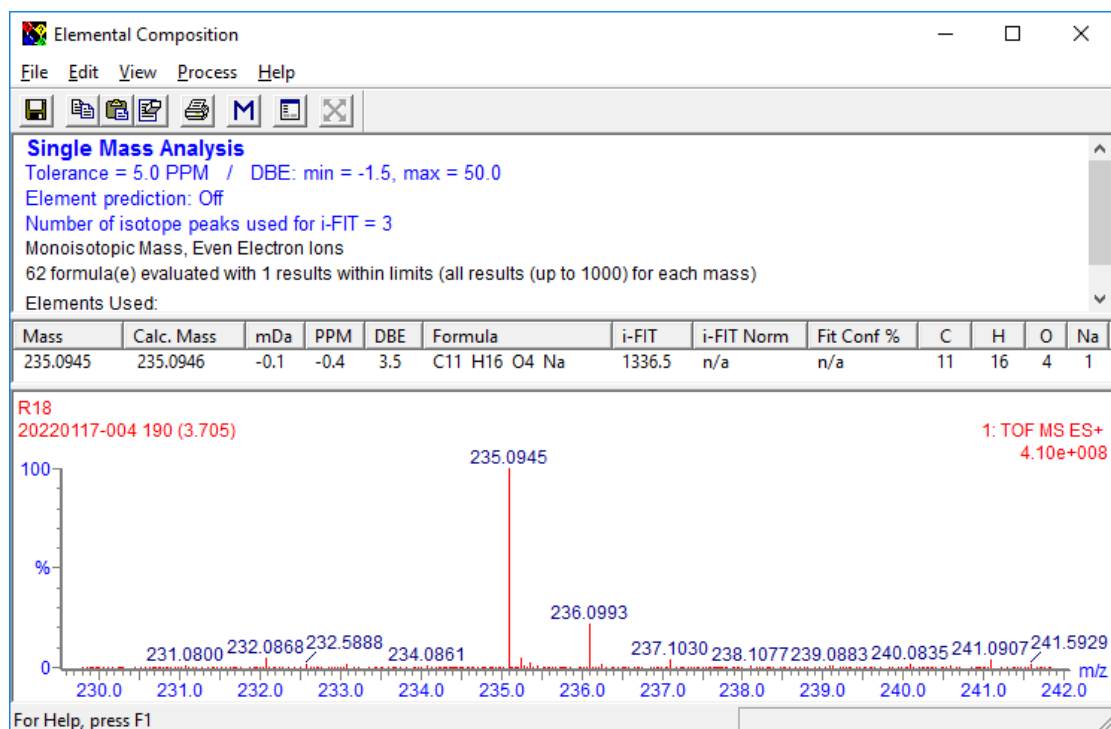 Elemental Composition
File Edit View Process Help
M
Single Mass Analysis
Tolerance = 5.0 PPM / DBE: min = -1.5, max = 50.0
Element prediction: Off
Number of isotope peaks used for i-FIT = 3
Monoisotopic Mass, Even Electron Ions
62 formula(e) evaluated with 1 results within limits (all results (up to 1000) for each mass)
Elements Used:
Mass Calc. Mass mDa PPM DBE Formula i-FIT i-FIT Norm Fit Conf % C H O Na
235.0945 235.0946 -0.1 -0.4 3.5 C11 H16 O4 Na 1336.5 n/a n/a 11 16 4 1
R18
20220117-004 190 (3.705) 1: TOF MS ES+
4.10e+008
100 235.0945
%
236.0993
231.0800 232.0868 232.5888 234.0861 237.1030 238.1077 239.0883 240.0835 241.0907 241.5929
0 m/z
230.0 231.0 232.0 233.0 234.0 235.0 236.0 237.0 238.0 239.0 240.0 241.0 242.0
For Help, press F1